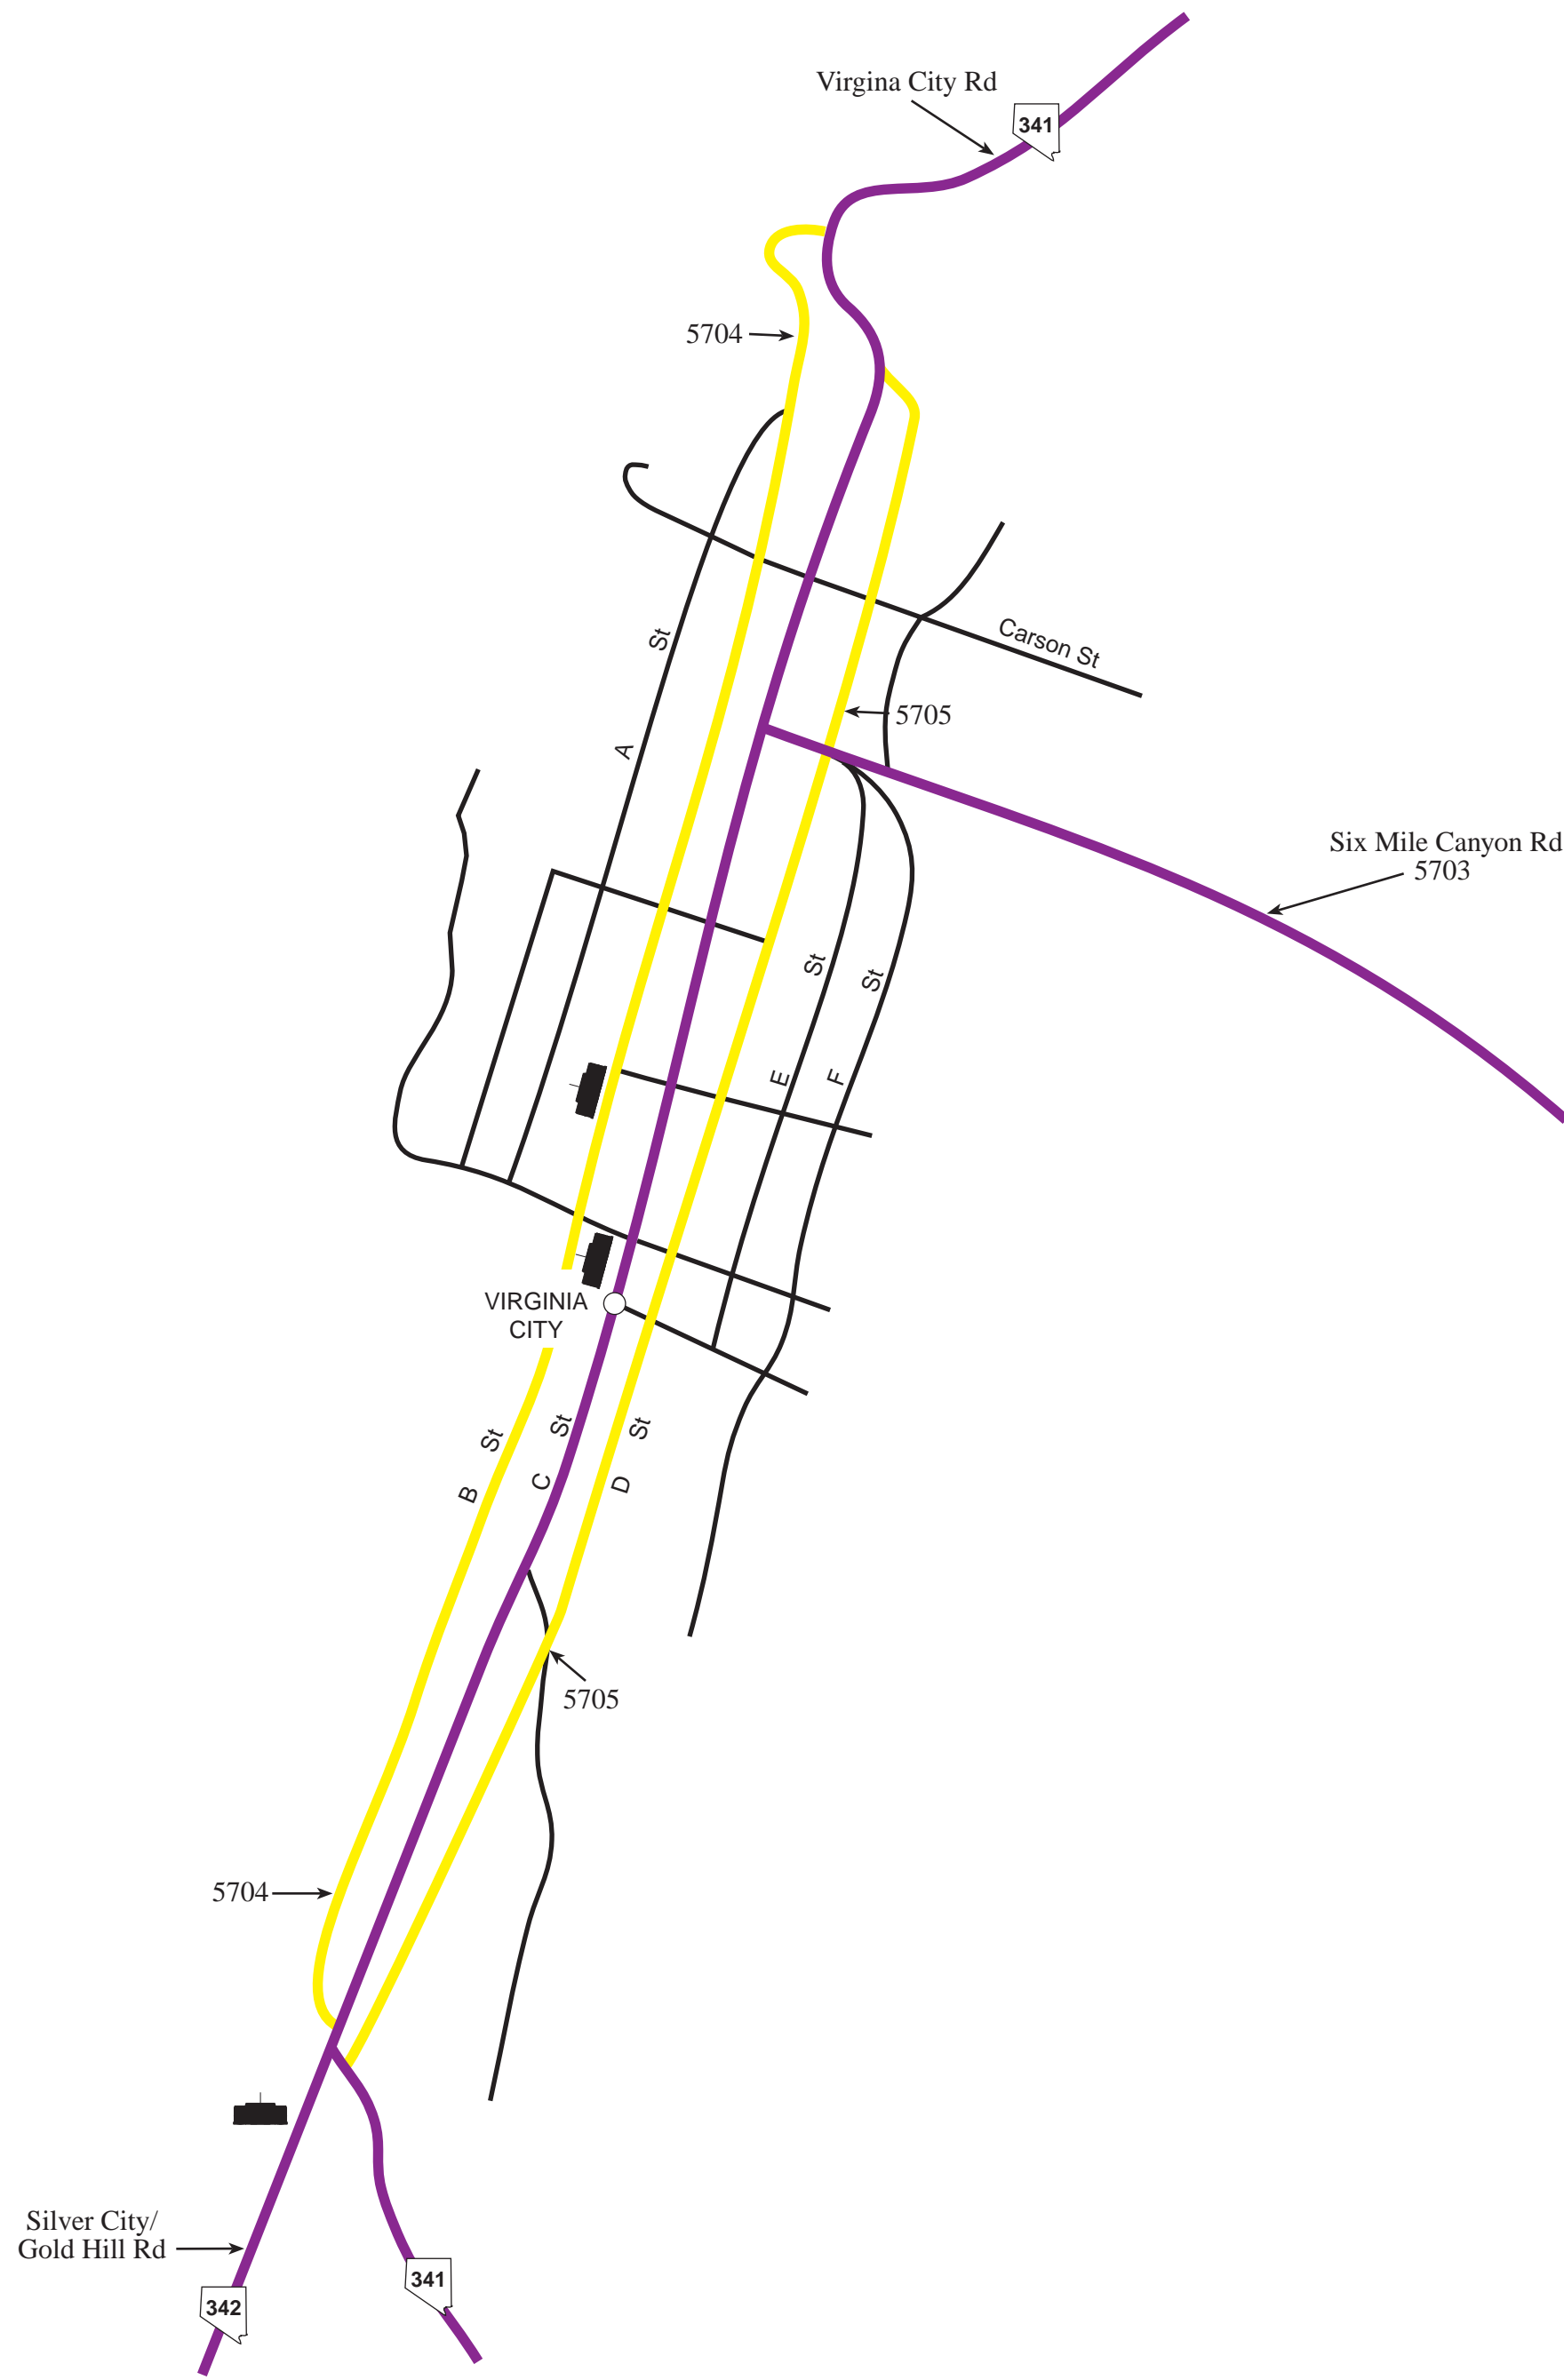 Virgina City Rd
341
5704
Carson St
St
5705
A
Six Mile Canyon Rd
5703
St
St
E
F
VIRGINIA
CITY
St
St
St
B
C
D
5705
5704
Silver City/
Gold Hill Rd
341
342